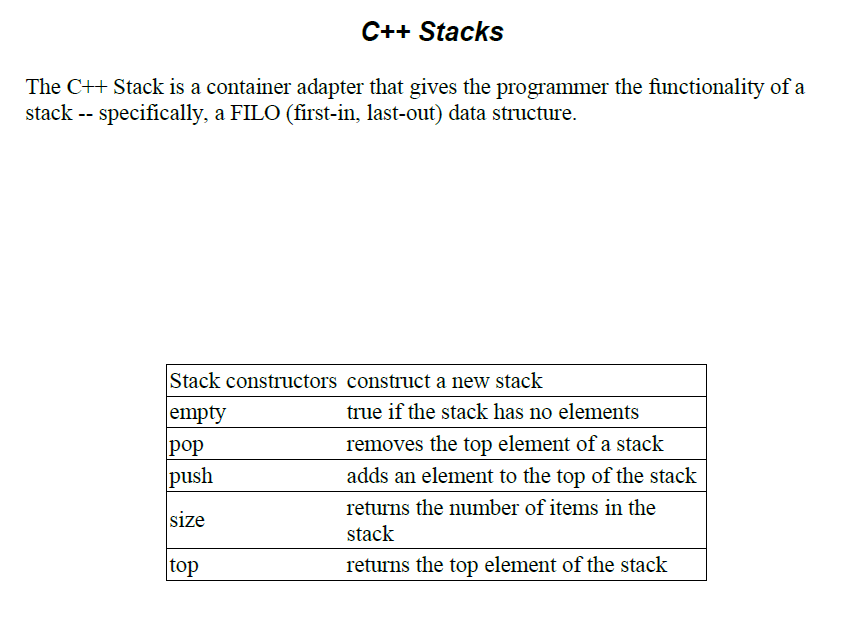 C++ Stacks
The C++ Stack is a container adapter that gives the programmer the functionality of a
stack -- specifically, a FILO (first-in, last-out) data structure.
Stack constructors construct a new stack
empty true if the stack has no elements
pop removes the top element of a stack
push adds an element to the top of the stack
size returns the number of items in the
stack
top returns the top element of the stack